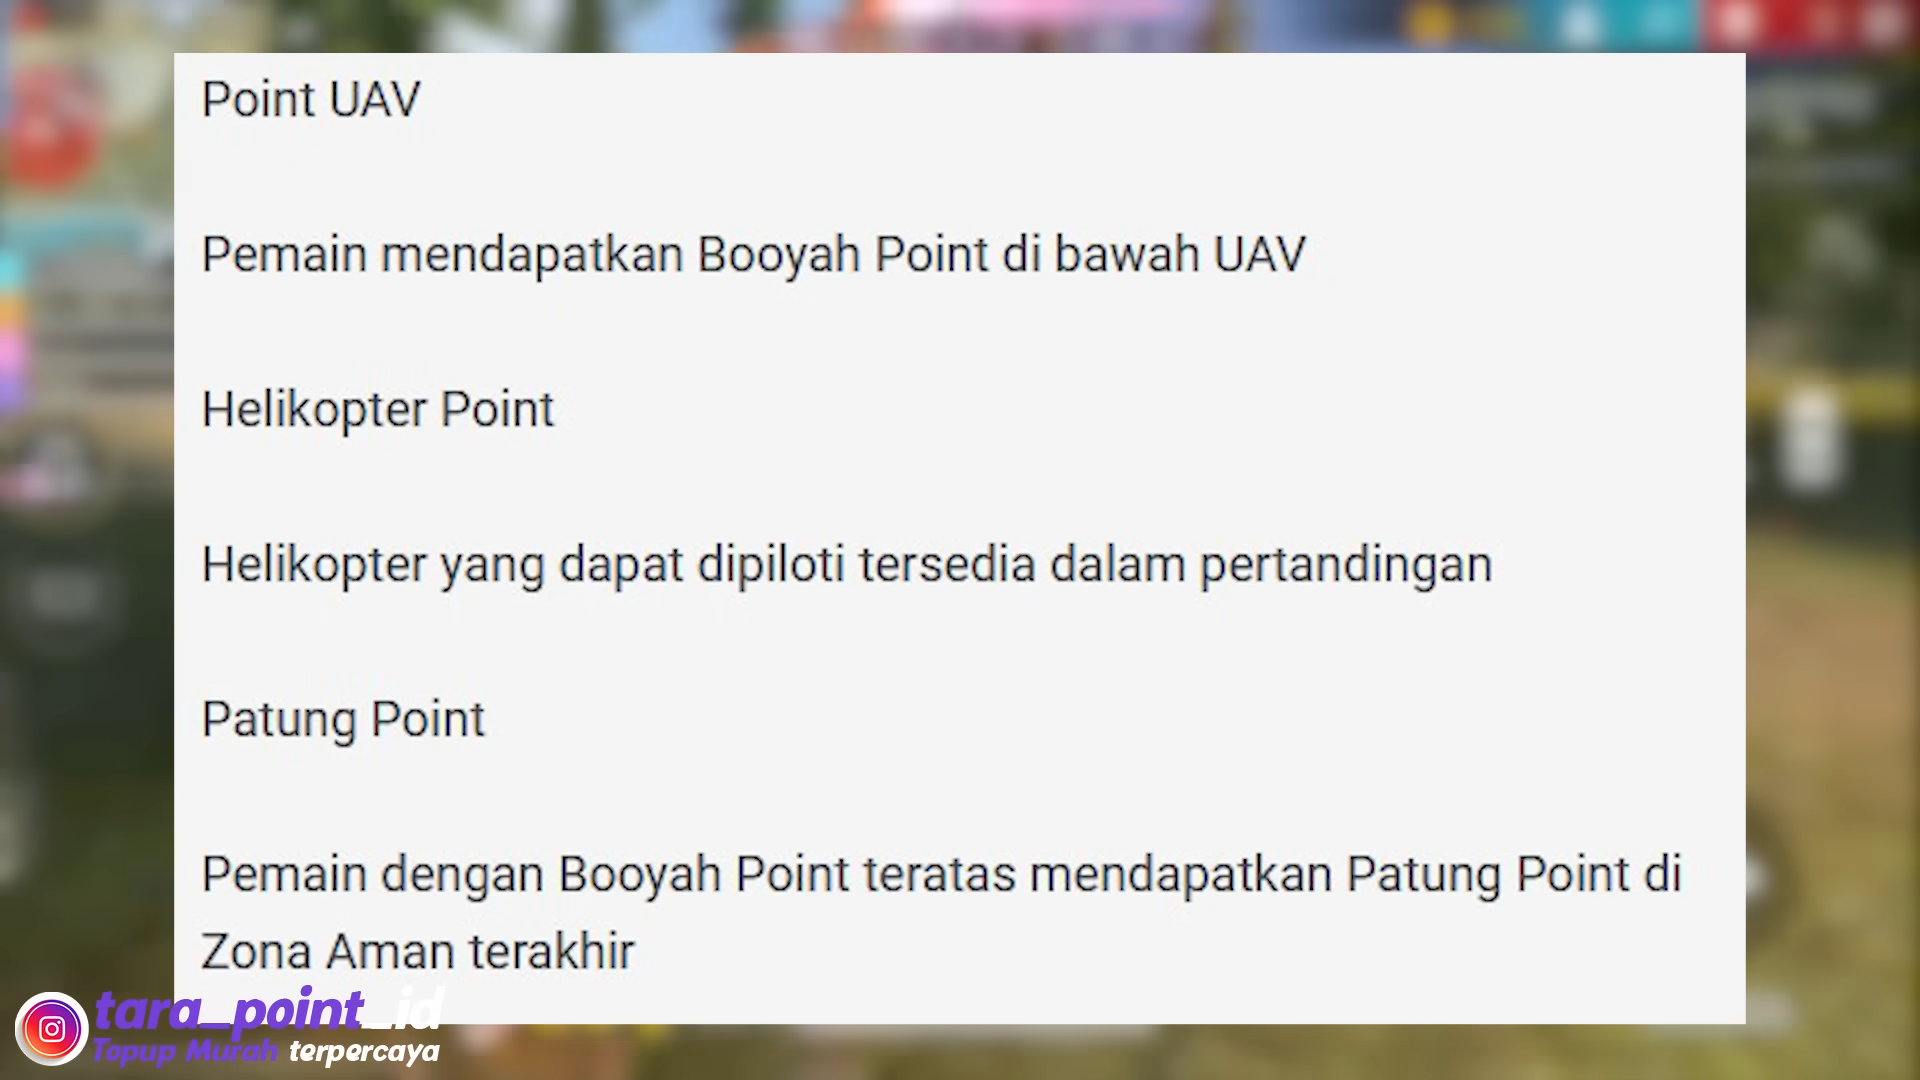 Point UAV
Pemain mendapatkan Booyah Point di bawah UAV
Helikopter Point
Helikopter yang dapat dipiloti tersedia dalam pertandingan
Patung Point
Pemain dengan Booyah Point teratas mendapatkan Patung Point di
Zona Aman terakhir
tara_point_id
Topup Murah terpercaya